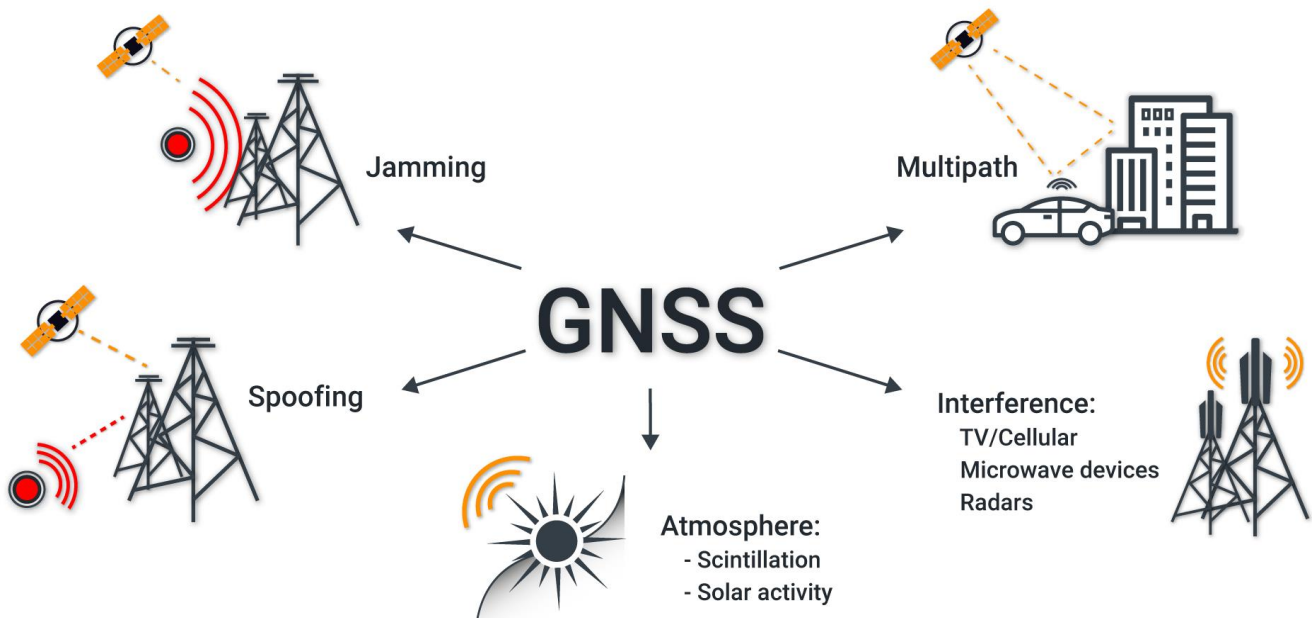 Jamming
Multipath
GNSS
Spoofing
Interference:
TV/Cellular
Microwave devices
Radars
Atmosphere:
- Scintillation
- Solar activity